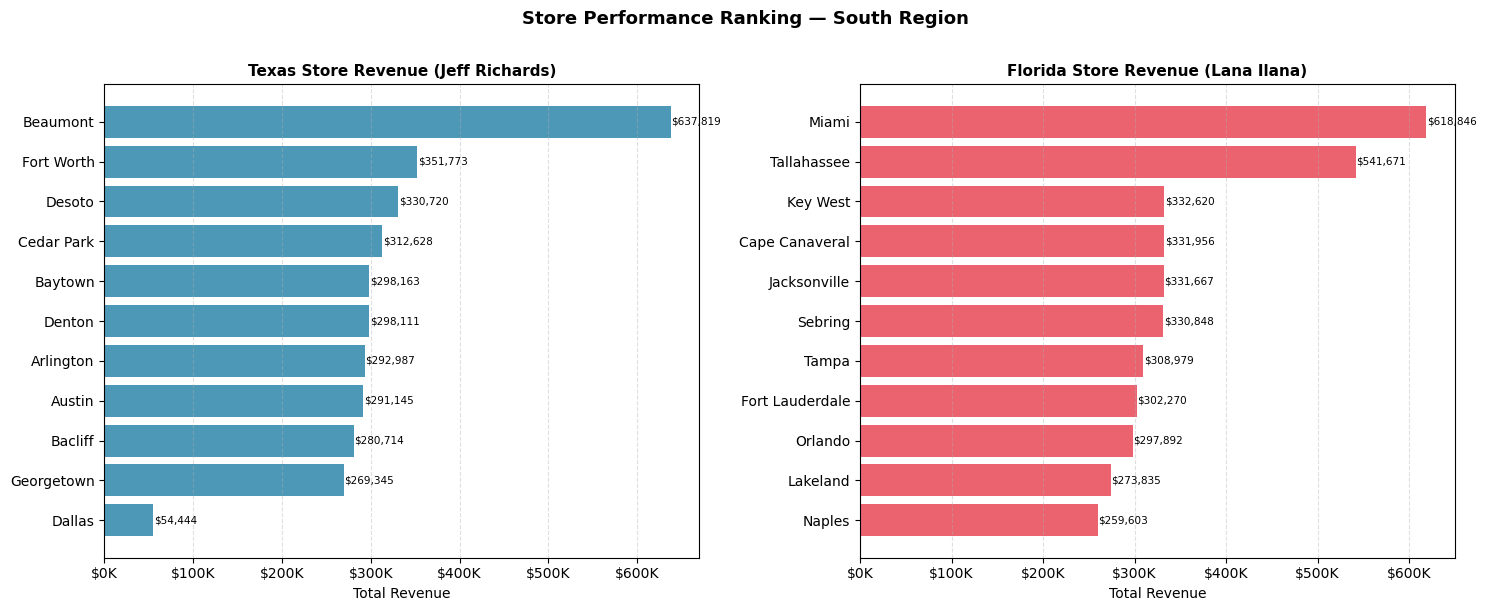 Store Performance Ranking — South Region
Texas Store Revenue (Jeff Richards)
Beaumont $637,819
Fort Worth $351,773
Desoto $330,720
Cedar Park $312,628
Baytown $298,163
Denton $298,111
Arlington $292,987
Austin $291,145
Bacliff $280,714
Georgetown $269,345
Dallas $54,444
$0K $100K $200K $300K $400K $500K $600K
Total Revenue
Florida Store Revenue (Lana Ilana)
Miami $618,846
Tallahassee $541,671
Key West $332,620
Cape Canaveral $331,956
Jacksonville $331,667
Sebring $330,848
Tampa $308,979
Fort Lauderdale $302,270
Orlando $297,892
Lakeland $273,835
Naples $259,603
$0K $100K $200K $300K $400K $500K $600K
Total Revenue